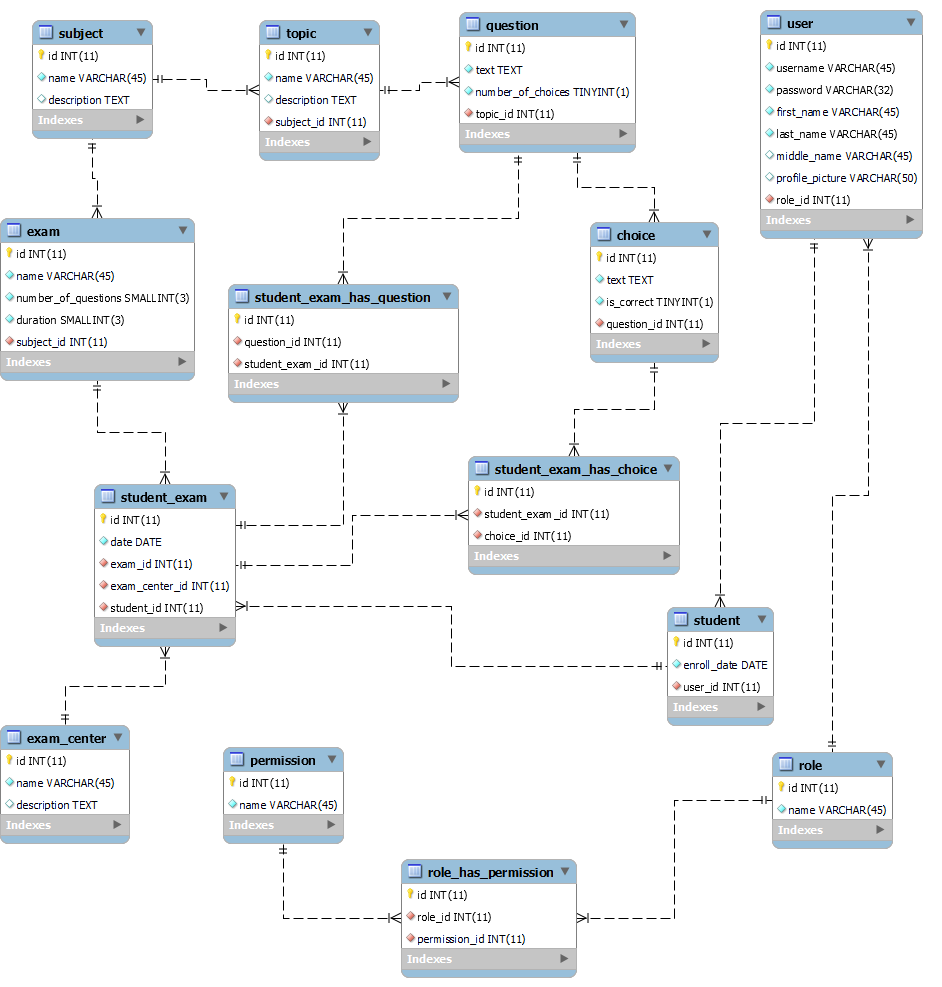 subject
id INT(11)
name VARCHAR(45)
description TEXT
Indexes
topic
id INT(11)
name VARCHAR(45)
description TEXT
subject_id INT(11)
Indexes
question
id INT(11)
text TEXT
number_of_choices TINYINT(1)
topic_id INT(11)
Indexes
user
id INT(11)
username VARCHAR(45)
password VARCHAR(32)
first_name VARCHAR(45)
last_name VARCHAR(45)
middle_name VARCHAR(45)
profile_picture VARCHAR(50)
role_id INT(11)
Indexes
exam
id INT(11)
name VARCHAR(45)
number_of_questions SMALLINT(3)
duration SMALLINT(3)
subject_id INT(11)
Indexes
student_exam_has_question
id INT(11)
question_id INT(11)
student_exam_id INT(11)
Indexes
choice
id INT(11)
text TEXT
is_correct TINYINT(1)
question_id INT(11)
Indexes
student_exam
id INT(11)
date DATE
exam_id INT(11)
exam_center_id INT(11)
student_id INT(11)
Indexes
student_exam_has_choice
id INT(11)
student_exam_id INT(11)
choice_id INT(11)
Indexes
student
id INT(11)
enroll_date DATE
user_id INT(11)
Indexes
exam_center
id INT(11)
name VARCHAR(45)
description TEXT
Indexes
permission
id INT(11)
name VARCHAR(45)
Indexes
role
id INT(11)
name VARCHAR(45)
Indexes
role_has_permission
id INT(11)
role_id INT(11)
permission_id INT(11)
Indexes